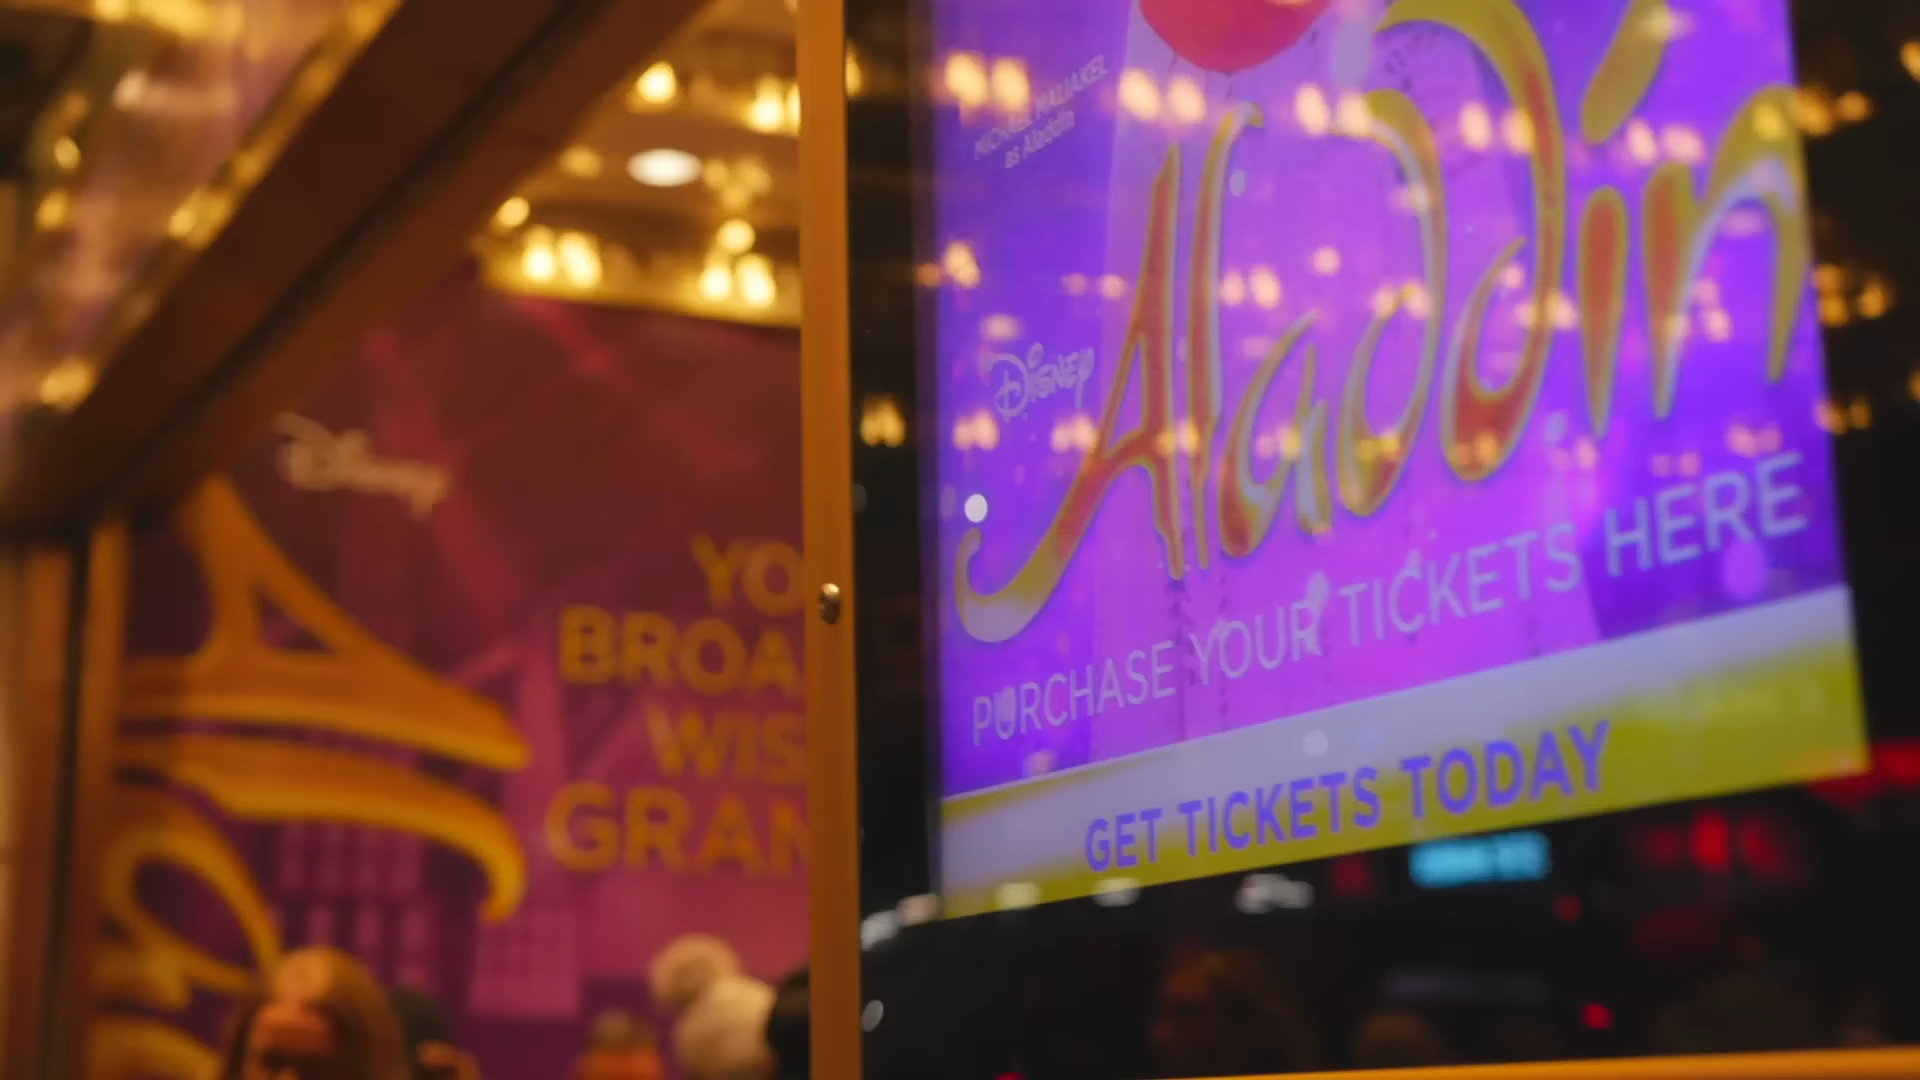 Disney
YO
BROA
WIS
GRAN
MICHAEL MALIAKEL
as Aladdin
Disney
Aladdin
PURCHASE YOUR TICKETS HERE
GET TICKETS TODAY